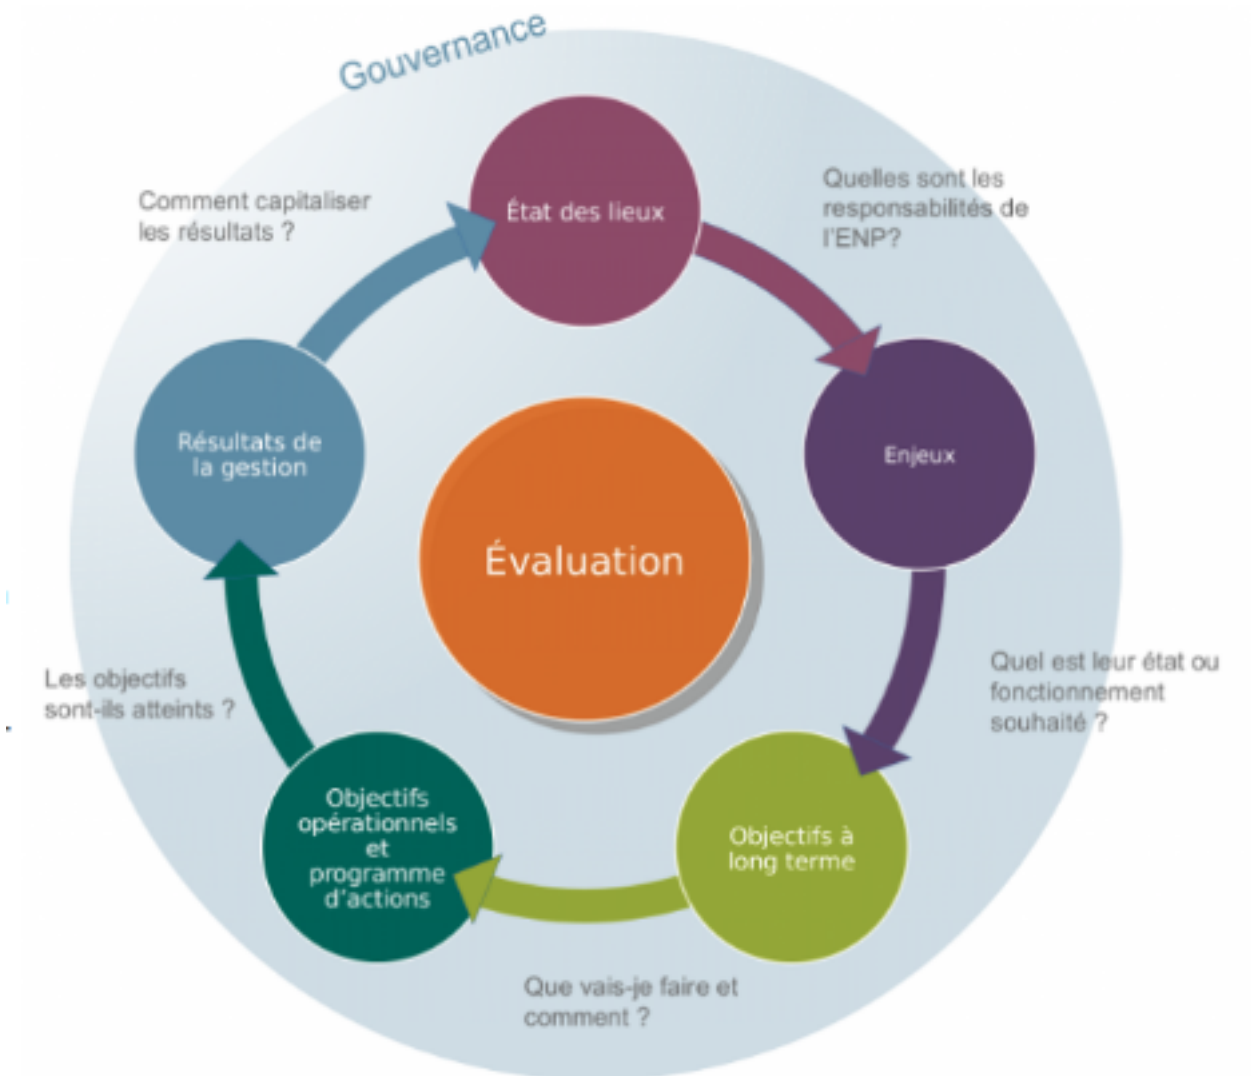 Gouvernance
État des lieux
Quelles sont les
responsabilités de
l'ENP?
Enjeux
Quel est leur état ou
fonctionnement
souhaité ?
Objectifs à
long terme
Que vais-je faire et
comment ?
Objectifs
opérationnels
et
programme
d'actions
Les objectifs
sont-ils atteints ?
Résultats de
la gestion
Comment capitaliser
les résultats ?
Évaluation